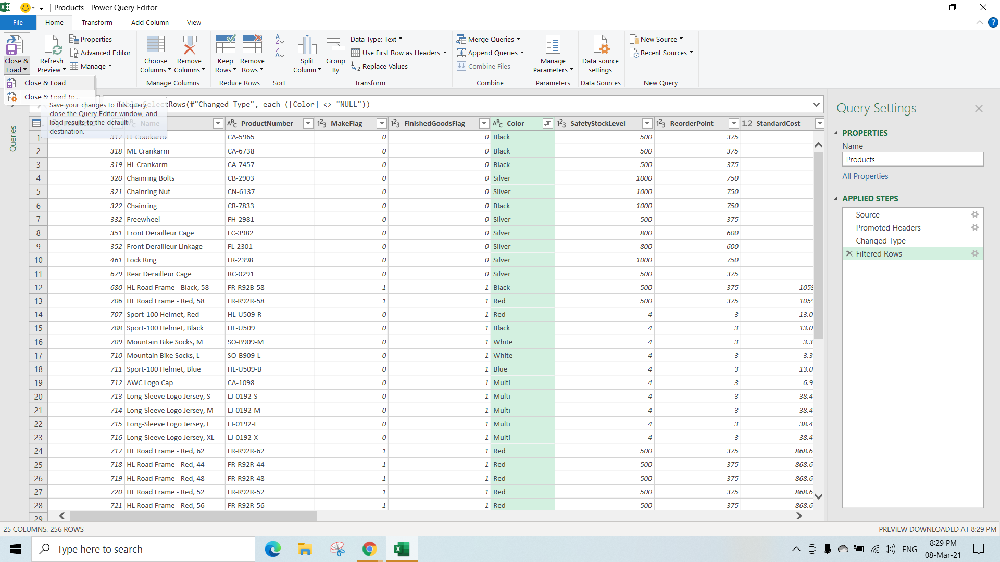 Products - Power Query Editor
File Home Transform Add Column View
Close & Load
Refresh Preview
Properties
Advanced Editor
Manage
Choose Columns
Remove Columns
Manage Columns
Keep Rows
Remove Rows
Reduce Rows
Sort
Split Column
Group By
Data Type: Text
Use First Row as Headers
Replace Values
Transform
Merge Queries
Append Queries
Combine Files
Combine
Manage Parameters
Parameters
Data source settings
Data Sources
New Source
Recent Sources
New Query
Close & Load
Close & Load To...
Save your changes to this query, close the Query Editor window, and load results to the default destination.
SelectRows(#"Changed Type", each ([Color] <> "NULL"))
Queries
Name ProductNumber MakeFlag FinishedGoodsFlag Color SafetyStockLevel ReorderPoint StandardCost
1 317 LL Crankarm CA-5965 0 0 Black 500 375
2 318 ML Crankarm CA-6738 0 0 Black 500 375
3 319 HL Crankarm CA-7457 0 0 Black 500 375
4 320 Chainring Bolts CB-2903 0 0 Silver 1000 750
5 321 Chainring Nut CN-6137 0 0 Silver 1000 750
6 322 Chainring CR-7833 0 0 Black 1000 750
7 332 Freewheel FH-2981 0 0 Silver 500 375
8 351 Front Derailleur Cage FC-3982 0 0 Silver 800 600
9 352 Front Derailleur Linkage FL-2301 0 0 Silver 800 600
10 461 Lock Ring LR-2398 0 0 Silver 1000 750
11 679 Rear Derailleur Cage RC-0291 0 0 Silver 500 375
12 680 HL Road Frame - Black, 58 FR-R92B-58 1 1 Black 500 375 1059
13 706 HL Road Frame - Red, 58 FR-R92R-58 1 1 Red 500 375 1059
14 707 Sport-100 Helmet, Red HL-U509-R 0 1 Red 4 3 13.0
15 708 Sport-100 Helmet, Black HL-U509 0 1 Black 4 3 13.0
16 709 Mountain Bike Socks, M SO-B909-M 0 1 White 4 3 3.3
17 710 Mountain Bike Socks, L SO-B909-L 0 1 White 4 3 3.3
18 711 Sport-100 Helmet, Blue HL-U509-B 0 1 Blue 4 3 13.0
19 712 AWC Logo Cap CA-1098 0 1 Multi 4 3 6.9
20 713 Long-Sleeve Logo Jersey, S LJ-0192-S 0 1 Multi 4 3 38.4
21 714 Long-Sleeve Logo Jersey, M LJ-0192-M 0 1 Multi 4 3 38.4
22 715 Long-Sleeve Logo Jersey, L LJ-0192-L 0 1 Multi 4 3 38.4
23 716 Long-Sleeve Logo Jersey, XL LJ-0192-X 0 1 Multi 4 3 38.4
24 717 HL Road Frame - Red, 62 FR-R92R-62 1 1 Red 500 375 868.6
25 718 HL Road Frame - Red, 44 FR-R92R-44 1 1 Red 500 375 868.6
26 719 HL Road Frame - Red, 48 FR-R92R-48 1 1 Red 500 375 868.6
27 720 HL Road Frame - Red, 52 FR-R92R-52 1 1 Red 500 375 868.6
28 721 HL Road Frame - Red, 56 FR-R92R-56 1 1 Red 500 375 868.6
29
Query Settings
PROPERTIES
Name
Products
All Properties
APPLIED STEPS
Source
Promoted Headers
Changed Type
Filtered Rows
25 COLUMNS, 256 ROWS
PREVIEW DOWNLOADED AT 8:29 PM
Type here to search
ENG
8:29 PM
08-Mar-21